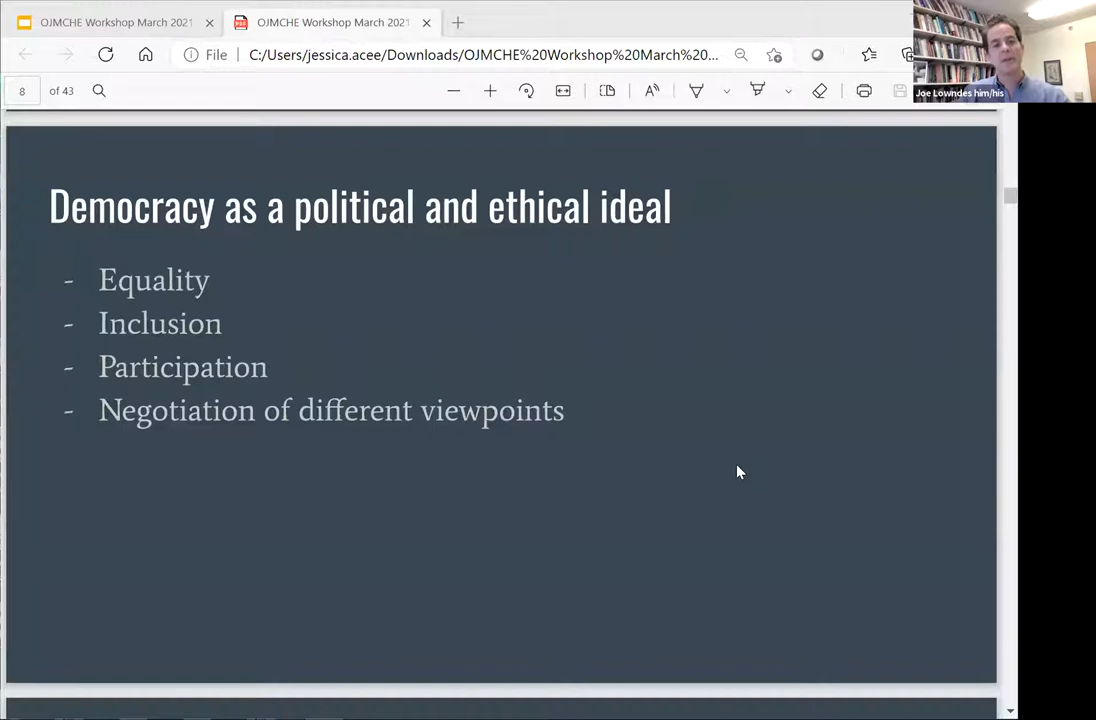 OJMCHE Workshop March 2021
OJMCHE Workshop March 2021
File C:/Users/jessica.acee/Downloads/OJMCHE%20Workshop%20March%20...
8 of 43
Joe Lowndes him/his
Democracy as a political and ethical ideal
- Equality
- Inclusion
- Participation
- Negotiation of different viewpoints